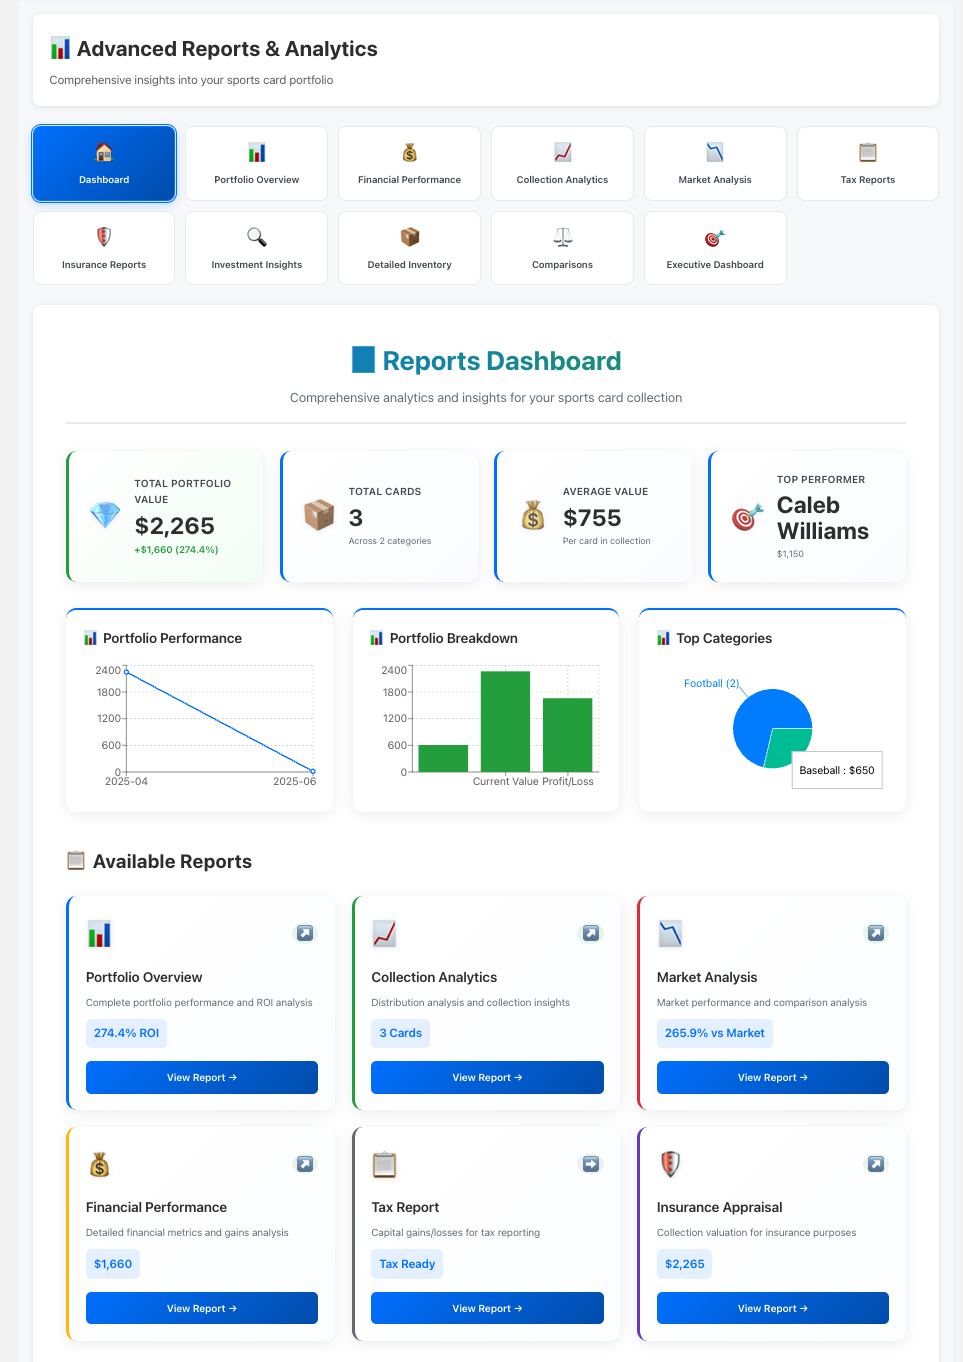 Advanced Reports & Analytics
Comprehensive insights into your sports card portfolio
Dashboard
Portfolio Overview
Financial Performance
Collection Analytics
Market Analysis
Tax Reports
Insurance Reports
Investment Insights
Detailed Inventory
Comparisons
Executive Dashboard
Reports Dashboard
Comprehensive analytics and insights for your sports card collection
TOTAL PORTFOLIO
VALUE
$2,265
+$1,660 (274.4%)
TOTAL CARDS
3
Across 2 categories
AVERAGE VALUE
$755
Per card in collection
TOP PERFORMER
Caleb
Williams
$1,150
Portfolio Performance
2400
1800
1200
600
0
2025-04
2025-06
Portfolio Breakdown
2400
1800
1200
600
0
Current Value
Profit/Loss
Top Categories
Football (2)
Baseball : $650
Available Reports
Portfolio Overview
Complete portfolio performance and ROI analysis
274.4% ROI
View Report →
Collection Analytics
Distribution analysis and collection insights
3 Cards
View Report →
Market Analysis
Market performance and comparison analysis
265.9% vs Market
View Report →
Financial Performance
Detailed financial metrics and gains analysis
$1,660
View Report →
Tax Report
Capital gains/losses for tax reporting
Tax Ready
View Report →
Insurance Appraisal
Collection valuation for insurance purposes
$2,265
View Report →